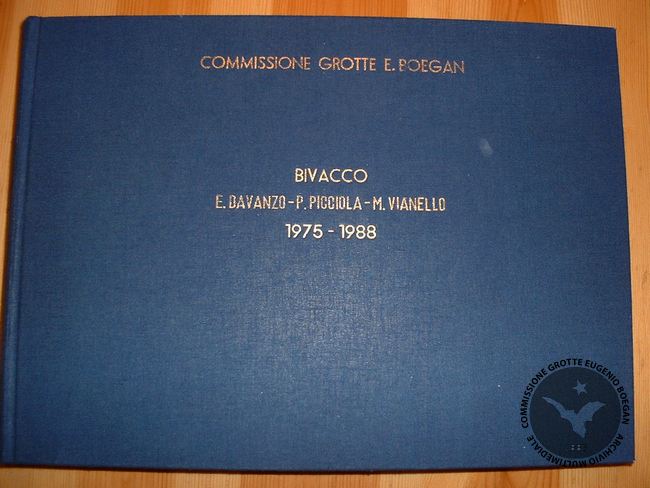 COMMISSIONE GROTTE E. BOEGAN
BIVACCO
E. DAVANZO - P. PICCIOLA - M. VIANELLO
1975 - 1988
COMMISSIONE GROTTE EUGENIO BOEGAN
ARCHIVIO MULTIMEDIALE